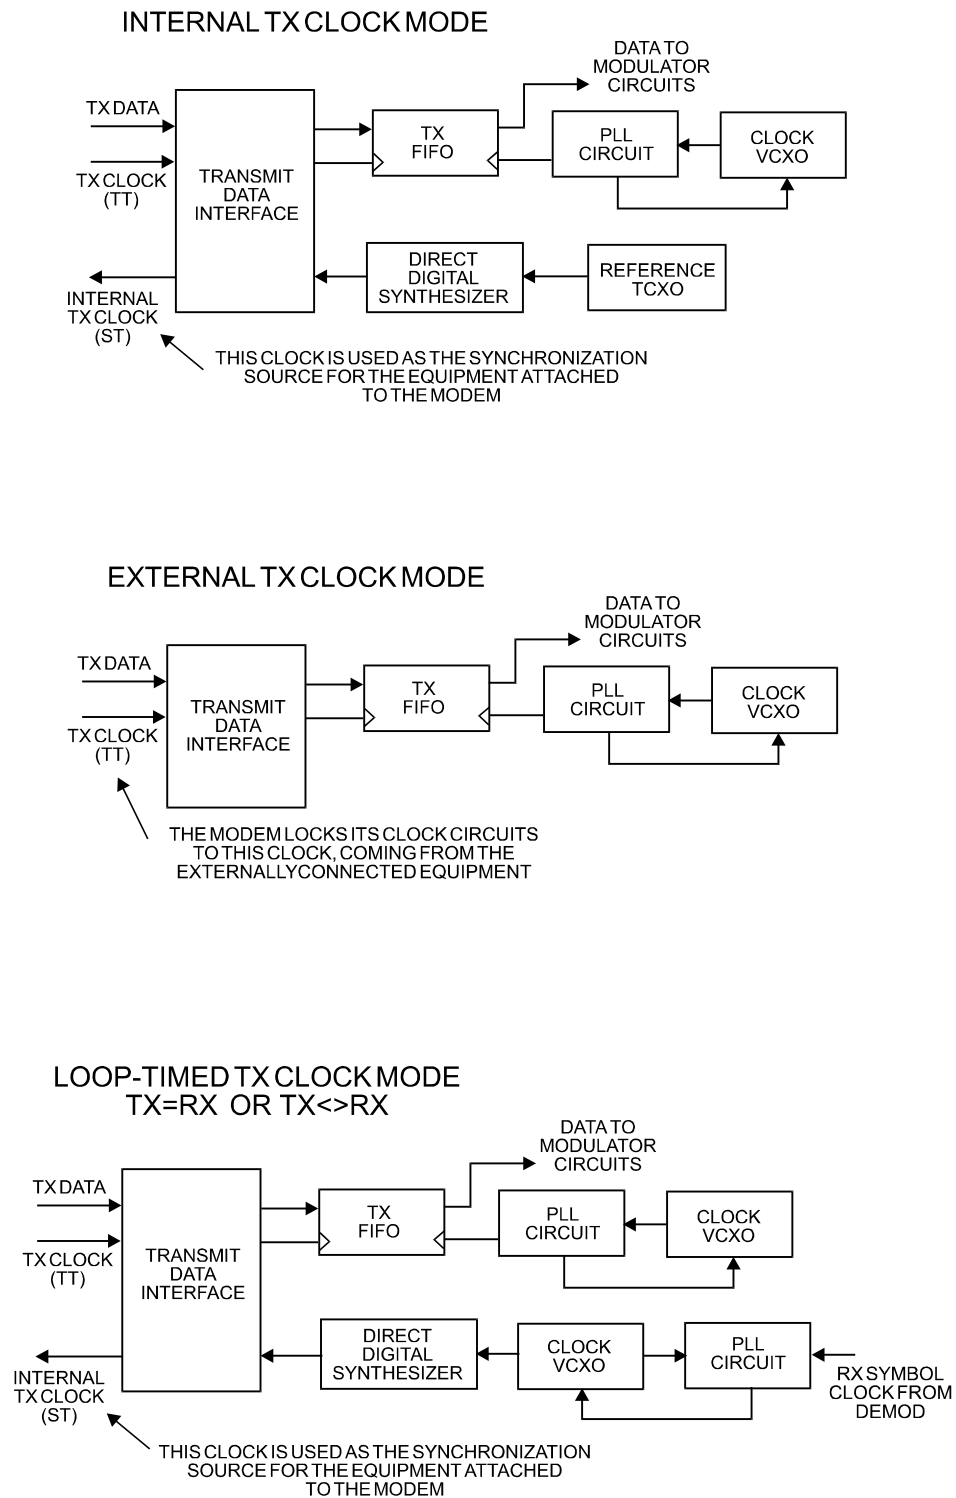 INTERNAL TX CLOCK MODE
DATA TO
MODULATOR
CIRCUITS
TX DATA
TX CLOCK
(TT)
TRANSMIT
DATA
INTERFACE
TX
FIFO
PLL
CIRCUIT
CLOCK
VCXO
DIRECT
DIGITAL
SYNTHESIZER
REFERENCE
TCXO
INTERNAL
TX CLOCK
(ST)
THIS CLOCK IS USED AS THE SYNCHRONIZATION
SOURCE FOR THE EQUIPMENT ATTACHED
TO THE MODEM
EXTERNAL TX CLOCK MODE
DATA TO
MODULATOR
CIRCUITS
TX DATA
TX CLOCK
(TT)
TRANSMIT
DATA
INTERFACE
TX
FIFO
PLL
CIRCUIT
CLOCK
VCXO
THE MODEM LOCKS ITS CLOCK CIRCUITS
TO THIS CLOCK, COMING FROM THE
EXTERNALLY CONNECTED EQUIPMENT
LOOP-TIMED TX CLOCK MODE
TX=RX OR TX<>RX
DATA TO
MODULATOR
CIRCUITS
TX DATA
TX CLOCK
(TT)
TRANSMIT
DATA
INTERFACE
TX
FIFO
PLL
CIRCUIT
CLOCK
VCXO
DIRECT
DIGITAL
SYNTHESIZER
CLOCK
VCXO
PLL
CIRCUIT
RX SYMBOL
CLOCK FROM
DEMOD
INTERNAL
TX CLOCK
(ST)
THIS CLOCK IS USED AS THE SYNCHRONIZATION
SOURCE FOR THE EQUIPMENT ATTACHED
TO THE MODEM